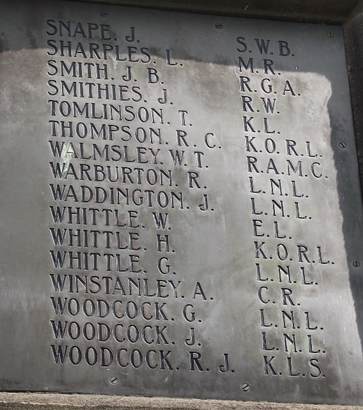 SNAPE. J. S.W.B.
SHARPLES. L. M.R.
SMITH. J. B. R.G.A.
SMITHIES. J. R.W.
TOMLINSON. T. K.L.
THOMPSON. R. C. K.O.R.L.
WALMSLEY. W.T. R.A.M.C.
WARBURTON. R. L.N.L.
WADDINGTON. J. L.N.L.
WHITTLE. W. E.L.
WHITTLE. H. K.O.R.L.
WHITTLE. G. L.N.L.
WINSTANLEY. A. C.R.
WOODCOCK. G. L.N.L.
WOODCOCK. J. L.N.L.
WOODCOCK. R. J. K.L.S.